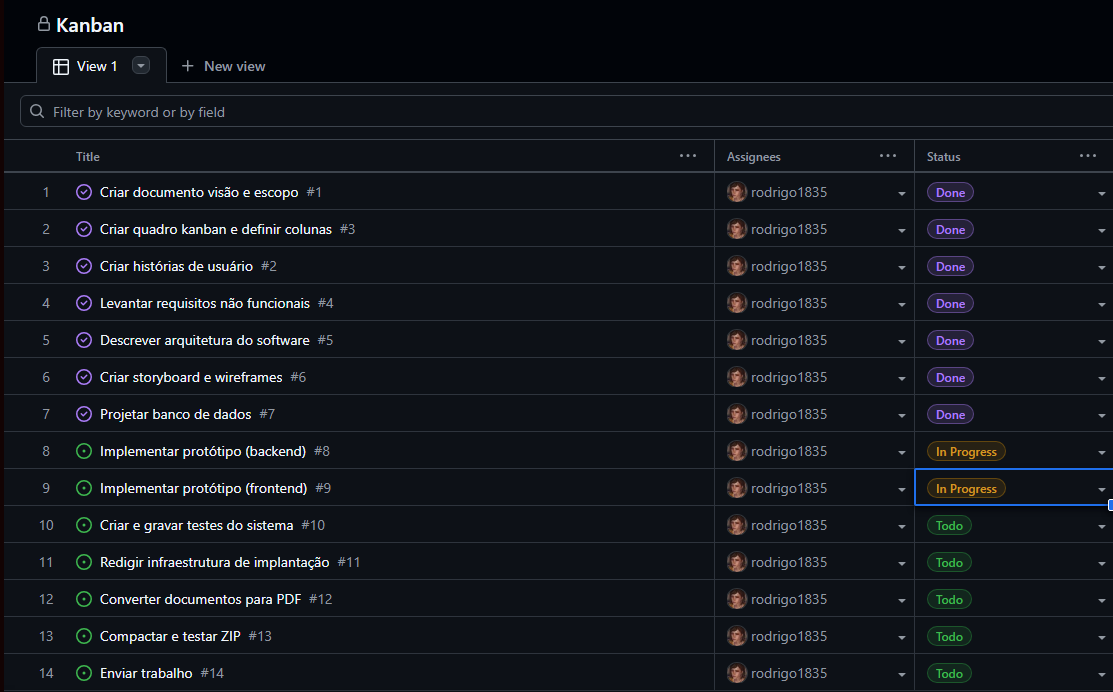 Kanban
View 1
New view
Filter by keyword or by field
Title Assignees Status
1 Criar documento visão e escopo #1 rodrigo1835 Done
2 Criar quadro kanban e definir colunas #3 rodrigo1835 Done
3 Criar histórias de usuário #2 rodrigo1835 Done
4 Levantar requisitos não funcionais #4 rodrigo1835 Done
5 Descrever arquitetura do software #5 rodrigo1835 Done
6 Criar storyboard e wireframes #6 rodrigo1835 Done
7 Projetar banco de dados #7 rodrigo1835 Done
8 Implementar protótipo (backend) #8 rodrigo1835 In Progress
9 Implementar protótipo (frontend) #9 rodrigo1835 In Progress
10 Criar e gravar testes do sistema #10 rodrigo1835 Todo
11 Redigir infraestrutura de implantação #11 rodrigo1835 Todo
12 Converter documentos para PDF #12 rodrigo1835 Todo
13 Compactar e testar ZIP #13 rodrigo1835 Todo
14 Enviar trabalho #14 rodrigo1835 Todo